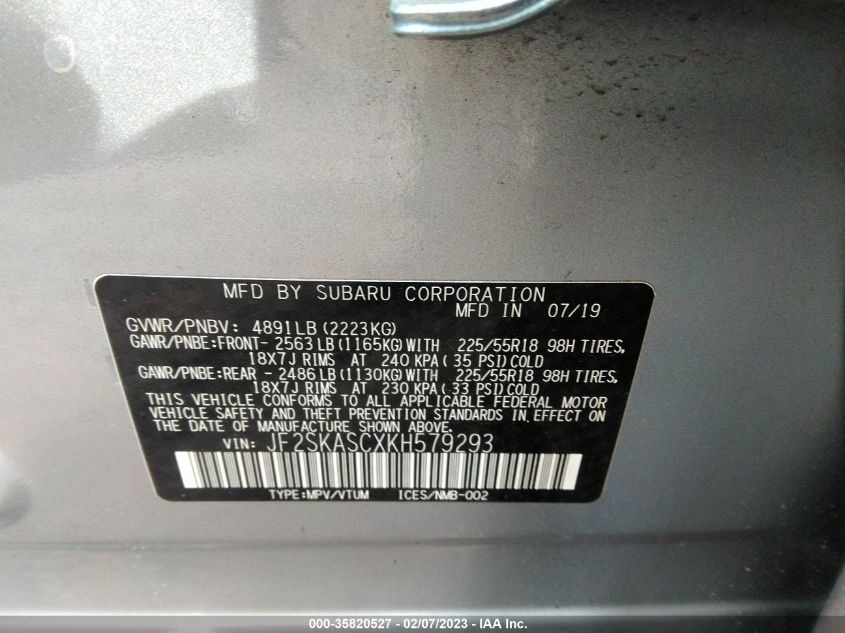 MFD BY SUBARU CORPORATION
MFD IN 07/19
GVWR/PNBV: 4891LB (2223KG)
GAWR/PNBE:FRONT- 2563 LB (1165KG) WITH 225/55R18 98H TIRES,
18X7J RIMS AT 240 KPA (35 PSI) COLD
GAWR/PNBE:REAR - 2486 LB (1130KG) WITH 225/55R18 98H TIRES,
18X7J RIMS AT 230 KPA (33 PSI) COLD
THIS VEHICLE CONFORMS TO ALL APPLICABLE FEDERAL MOTOR
VEHICLE SAFETY AND THEFT PREVENTION STANDARDS IN EFFECT ON
THE DATE OF MANUFACTURE SHOWN ABOVE.
VIN: JF2SKASCXKH579293
TYPE:MPV/VTUM ICES/NMB-002
000-35820527 - 02/07/2023 - IAA Inc.